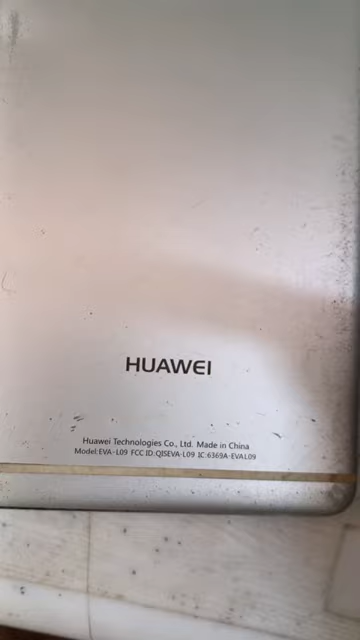 HUAWEI
Huawei Technologies Co., Ltd. Made in China
Model:EVA-L09 FCC ID:QISEVA-L09 IC:6369A-EVAL09